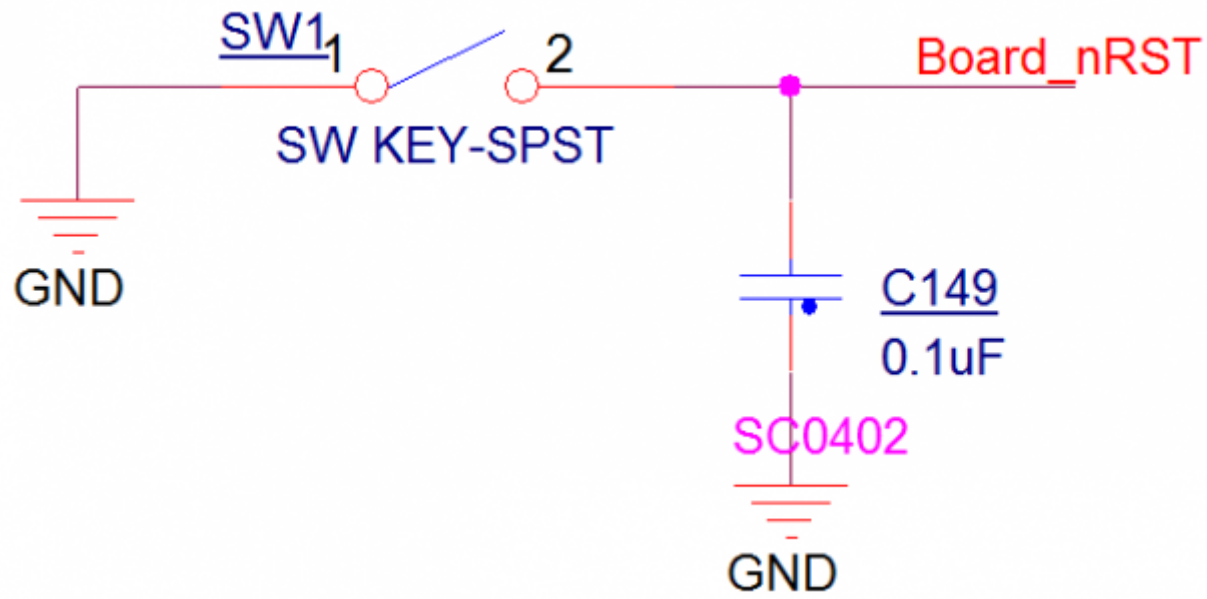 SW1
1
2
Board_nRST
SW KEY-SPST
GND
C149
0.1uF
SC0402
GND